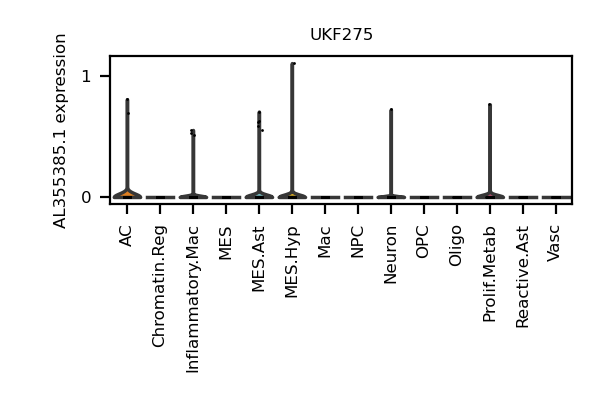 UKF275
AL355385.1 expression
1
0
AC
Chromatin.Reg
Inflammatory.Mac
MES
MES.Ast
MES.Hyp
Mac
NPC
Neuron
OPC
Oligo
Prolif.Metab
Reactive.Ast
Vasc